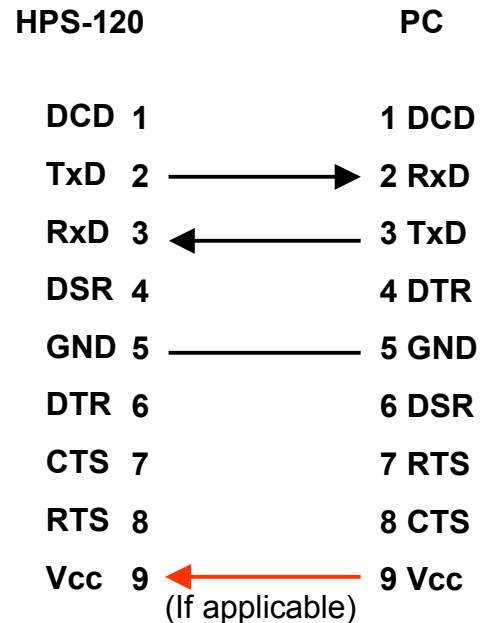 HPS-120 PC
DCD 1 1 DCD
TxD 2 2 RxD
RxD 3 3 TxD
DSR 4 4 DTR
GND 5 5 GND
DTR 6 6 DSR
CTS 7 7 RTS
RTS 8 8 CTS
Vcc 9 9 Vcc
(If applicable)